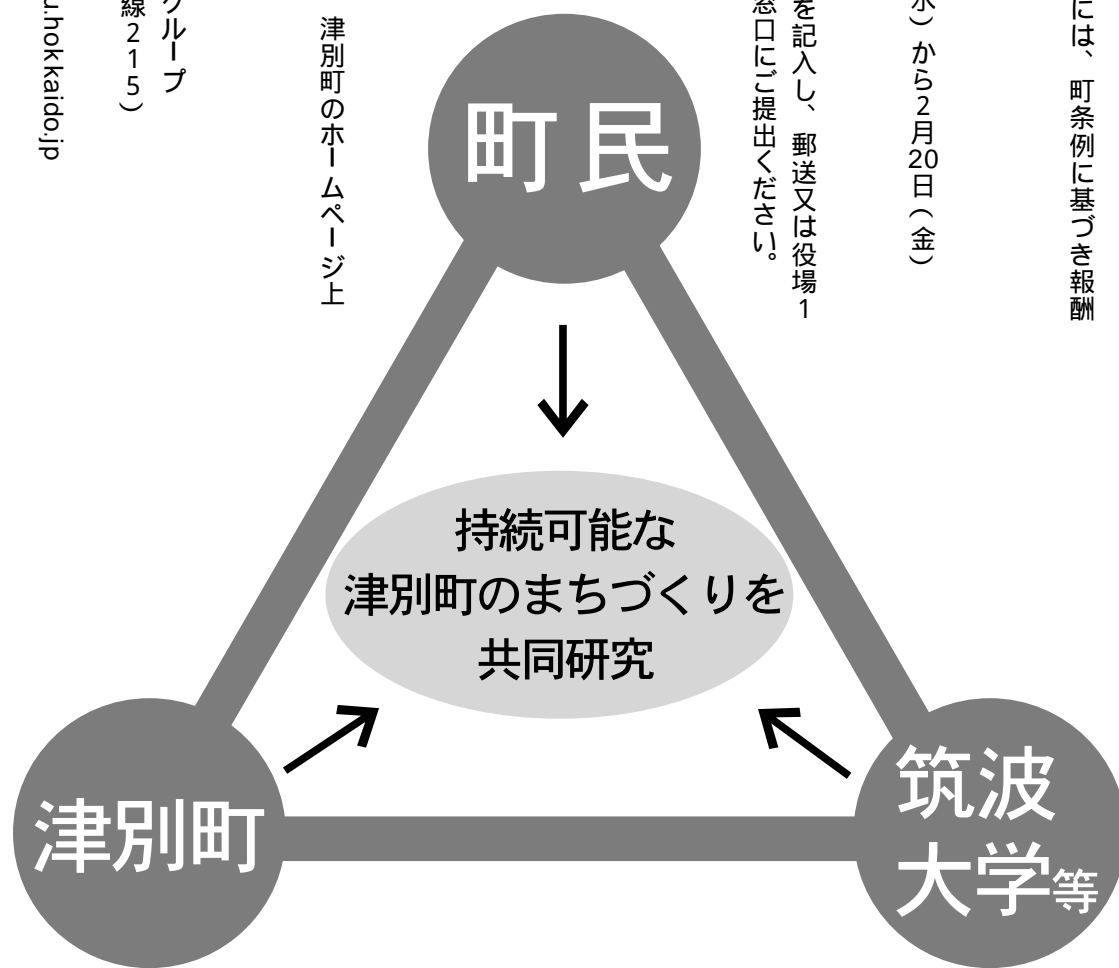 には、町条例に基づき報酬
水）から２月20日（金）
を記入し、郵送又は役場１
窓口にご提出ください。
津別町のホームページ上
グループ
線２１５）
u.hokkaido.jp
町民
持続可能な
津別町のまちづくりを
共同研究
津別町
筑波
大学等